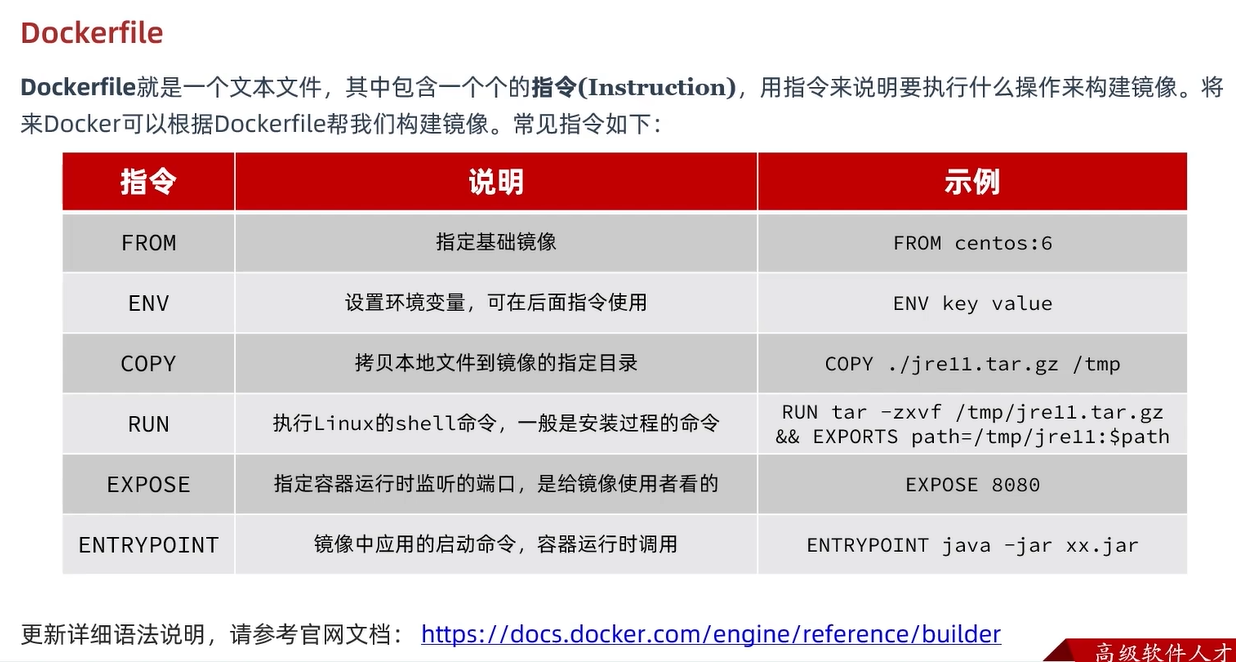 Dockerfile
Dockerfile就是一个文本文件，其中包含一个个的指令(Instruction)，用指令来说明要执行什么操作来构建镜像。将
来Docker可以根据Dockerfile帮我们构建镜像。常见指令如下：
指令 说明 示例
FROM 指定基础镜像 FROM centos:6
ENV 设置环境变量，可在后面指令使用 ENV key value
COPY 拷贝本地文件到镜像的指定目录 COPY ./jre11.tar.gz /tmp
RUN 执行Linux的shell命令，一般是安装过程的命令 RUN tar -zxvf /tmp/jre11.tar.gz
&& EXPORTS path=/tmp/jre11:$path
EXPOSE 指定容器运行时监听的端口，是给镜像使用者看的 EXPOSE 8080
ENTRYPOINT 镜像中应用的启动命令，容器运行时调用 ENTRYPOINT java -jar xx.jar
更新详细语法说明，请参考官网文档： https://docs.docker.com/engine/reference/builder
高级软件人才